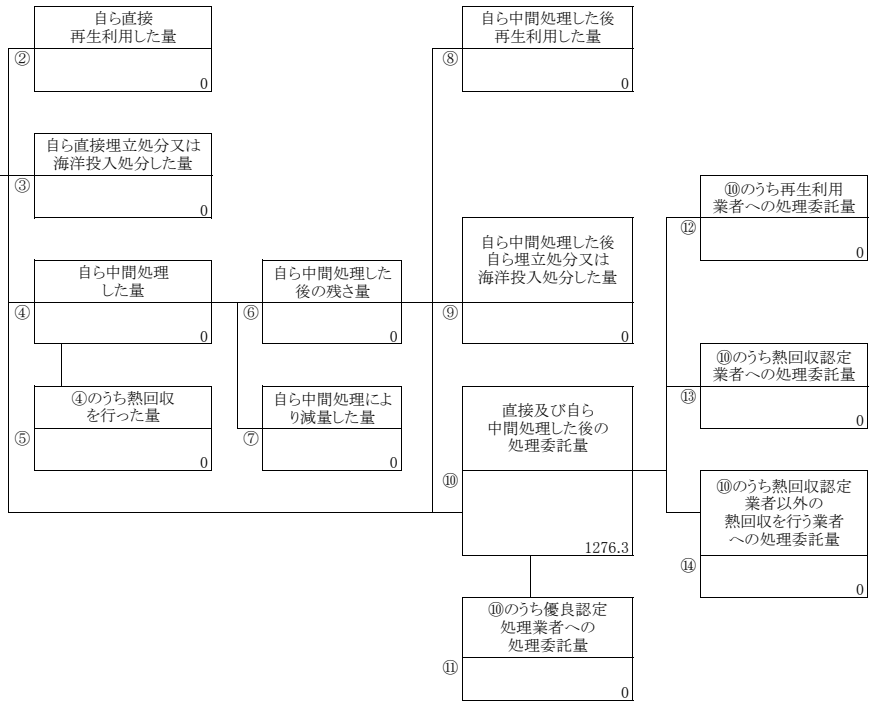 自ら直接
再生利用した量
②
0
自ら直接埋立処分又は
海洋投入処分した量
③
0
自ら中間処理
した量
④
0
④のうち熱回収
を行った量
⑤
0
自ら中間処理した
後の残さ量
⑥
0
自ら中間処理によ
り減量した量
⑦
0
自ら中間処理した後
再生利用した量
⑧
0
自ら中間処理した後
自ら埋立処分又は
海洋投入処分した量
⑨
0
直接及び自ら
中間処理した後の
処理委託量
⑩
1276.3
⑩のうち優良認定
処理業者への
処理委託量
⑪
0
⑩のうち再生利用
業者への処理委託量
⑫
0
⑩のうち熱回収認定
業者への処理委託量
⑬
0
⑩のうち熱回収認定
業者以外の
熱回収を行う業者
への処理委託量
⑭
0